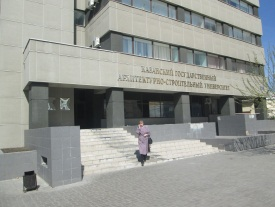 КАЗАНСКИЙ ГОСУДАРСТВЕННЫЙ
АРХИТЕКТУРНО-СТРОИТЕЛЬНЫЙ УНИВЕРСИТЕТ